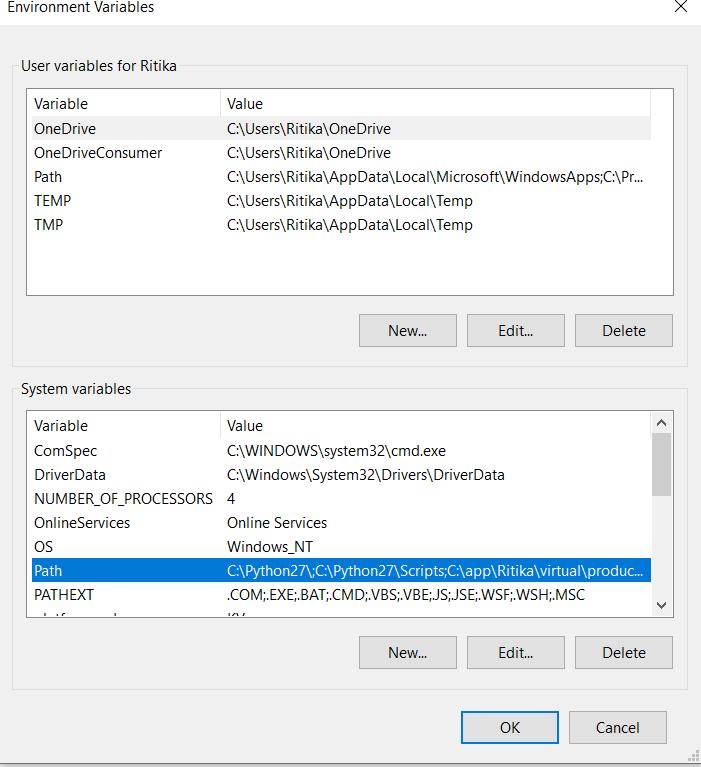 Environment Variables
User variables for Ritika
Variable Value
OneDrive C:\Users\Ritika\OneDrive
OneDriveConsumer C:\Users\Ritika\OneDrive
Path C:\Users\Ritika\AppData\Local\Microsoft\WindowsApps;C:\Pr...
TEMP C:\Users\Ritika\AppData\Local\Temp
TMP C:\Users\Ritika\AppData\Local\Temp
New... Edit... Delete
System variables
Variable Value
ComSpec C:\WINDOWS\system32\cmd.exe
DriverData C:\Windows\System32\Drivers\DriverData
NUMBER_OF_PROCESSORS 4
OnlineServices Online Services
OS Windows_NT
Path C:\Python27\;C:\Python27\Scripts;C:\app\Ritika\virtual\produc...
PATHEXT .COM;.EXE;.BAT;.CMD;.VBS;.VBE;.JS;.JSE;.WSF;.WSH;.MSC
New... Edit... Delete
OK Cancel